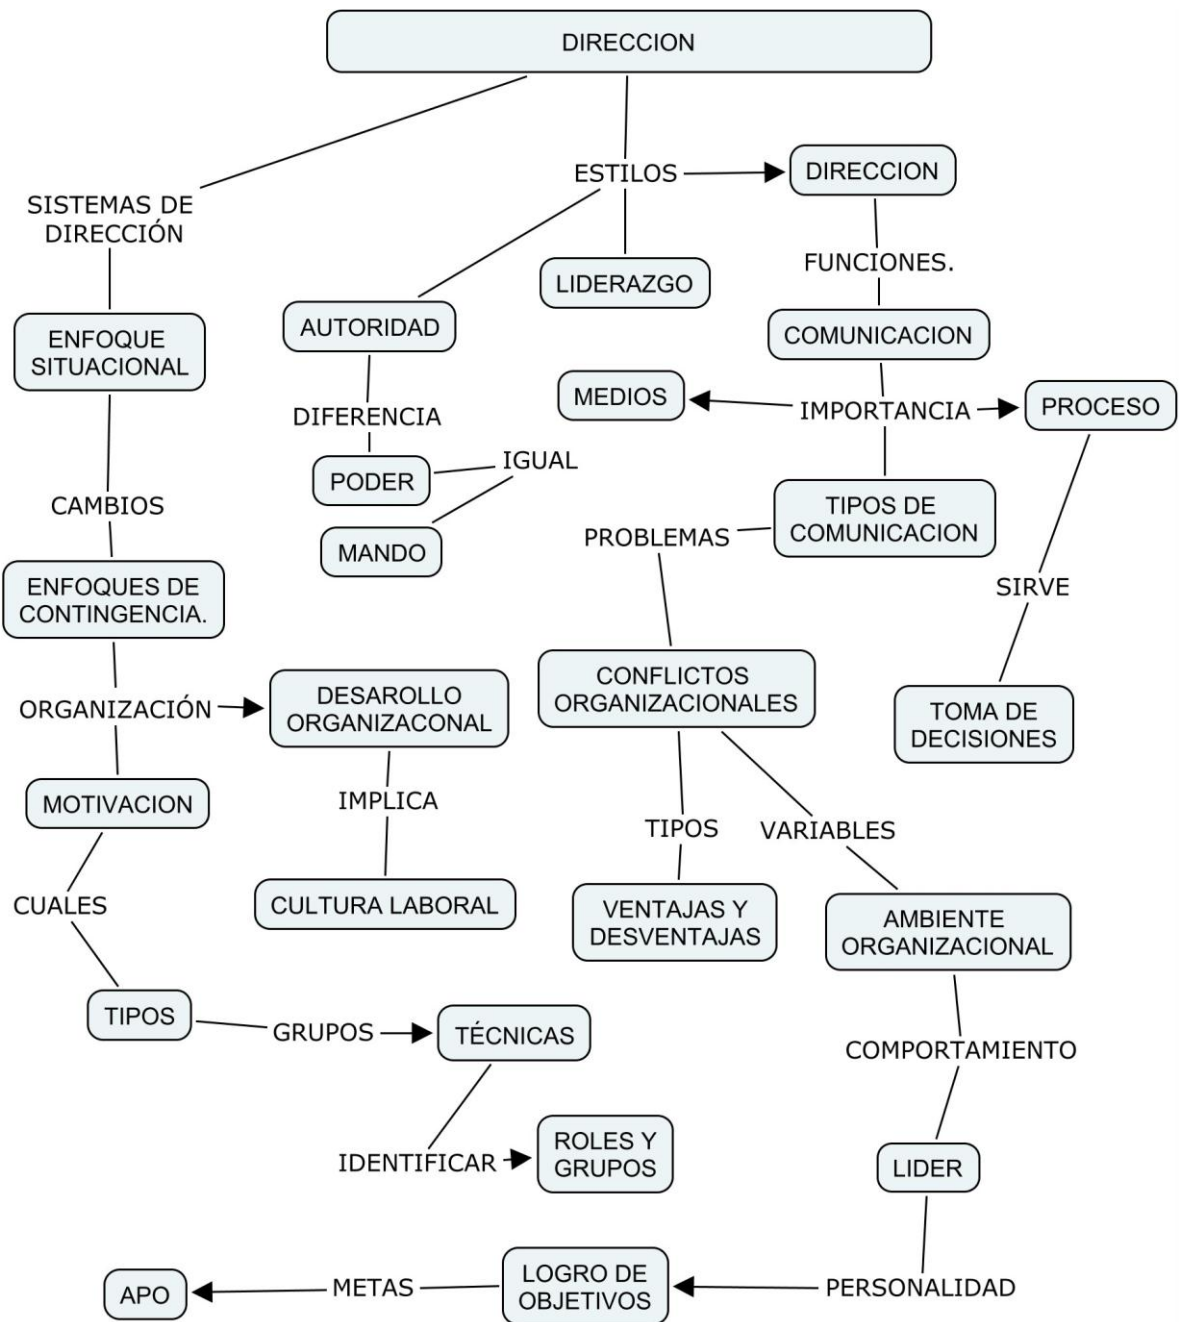 DIRECCION
ESTILOS
DIRECCION
SISTEMAS DE
DIRECCIÓN
FUNCIONES.
LIDERAZGO
AUTORIDAD
ENFOQUE
SITUACIONAL
COMUNICACION
MEDIOS
IMPORTANCIA
PROCESO
DIFERENCIA
IGUAL
PODER
CAMBIOS
MANDO
PROBLEMAS
TIPOS DE
COMUNICACION
ENFOQUES DE
CONTINGENCIA.
SIRVE
ORGANIZACIÓN
DESAROLLO
ORGANIZACONAL
CONFLICTOS
ORGANIZACIONALES
TOMA DE
DECISIONES
MOTIVACION
IMPLICA
TIPOS
VARIABLES
CUALES
CULTURA LABORAL
VENTAJAS Y
DESVENTAJAS
AMBIENTE
ORGANIZACIONAL
TIPOS
GRUPOS
TÉCNICAS
COMPORTAMIENTO
IDENTIFICAR
ROLES Y
GRUPOS
LIDER
APO
METAS
LOGRO DE
OBJETIVOS
PERSONALIDAD